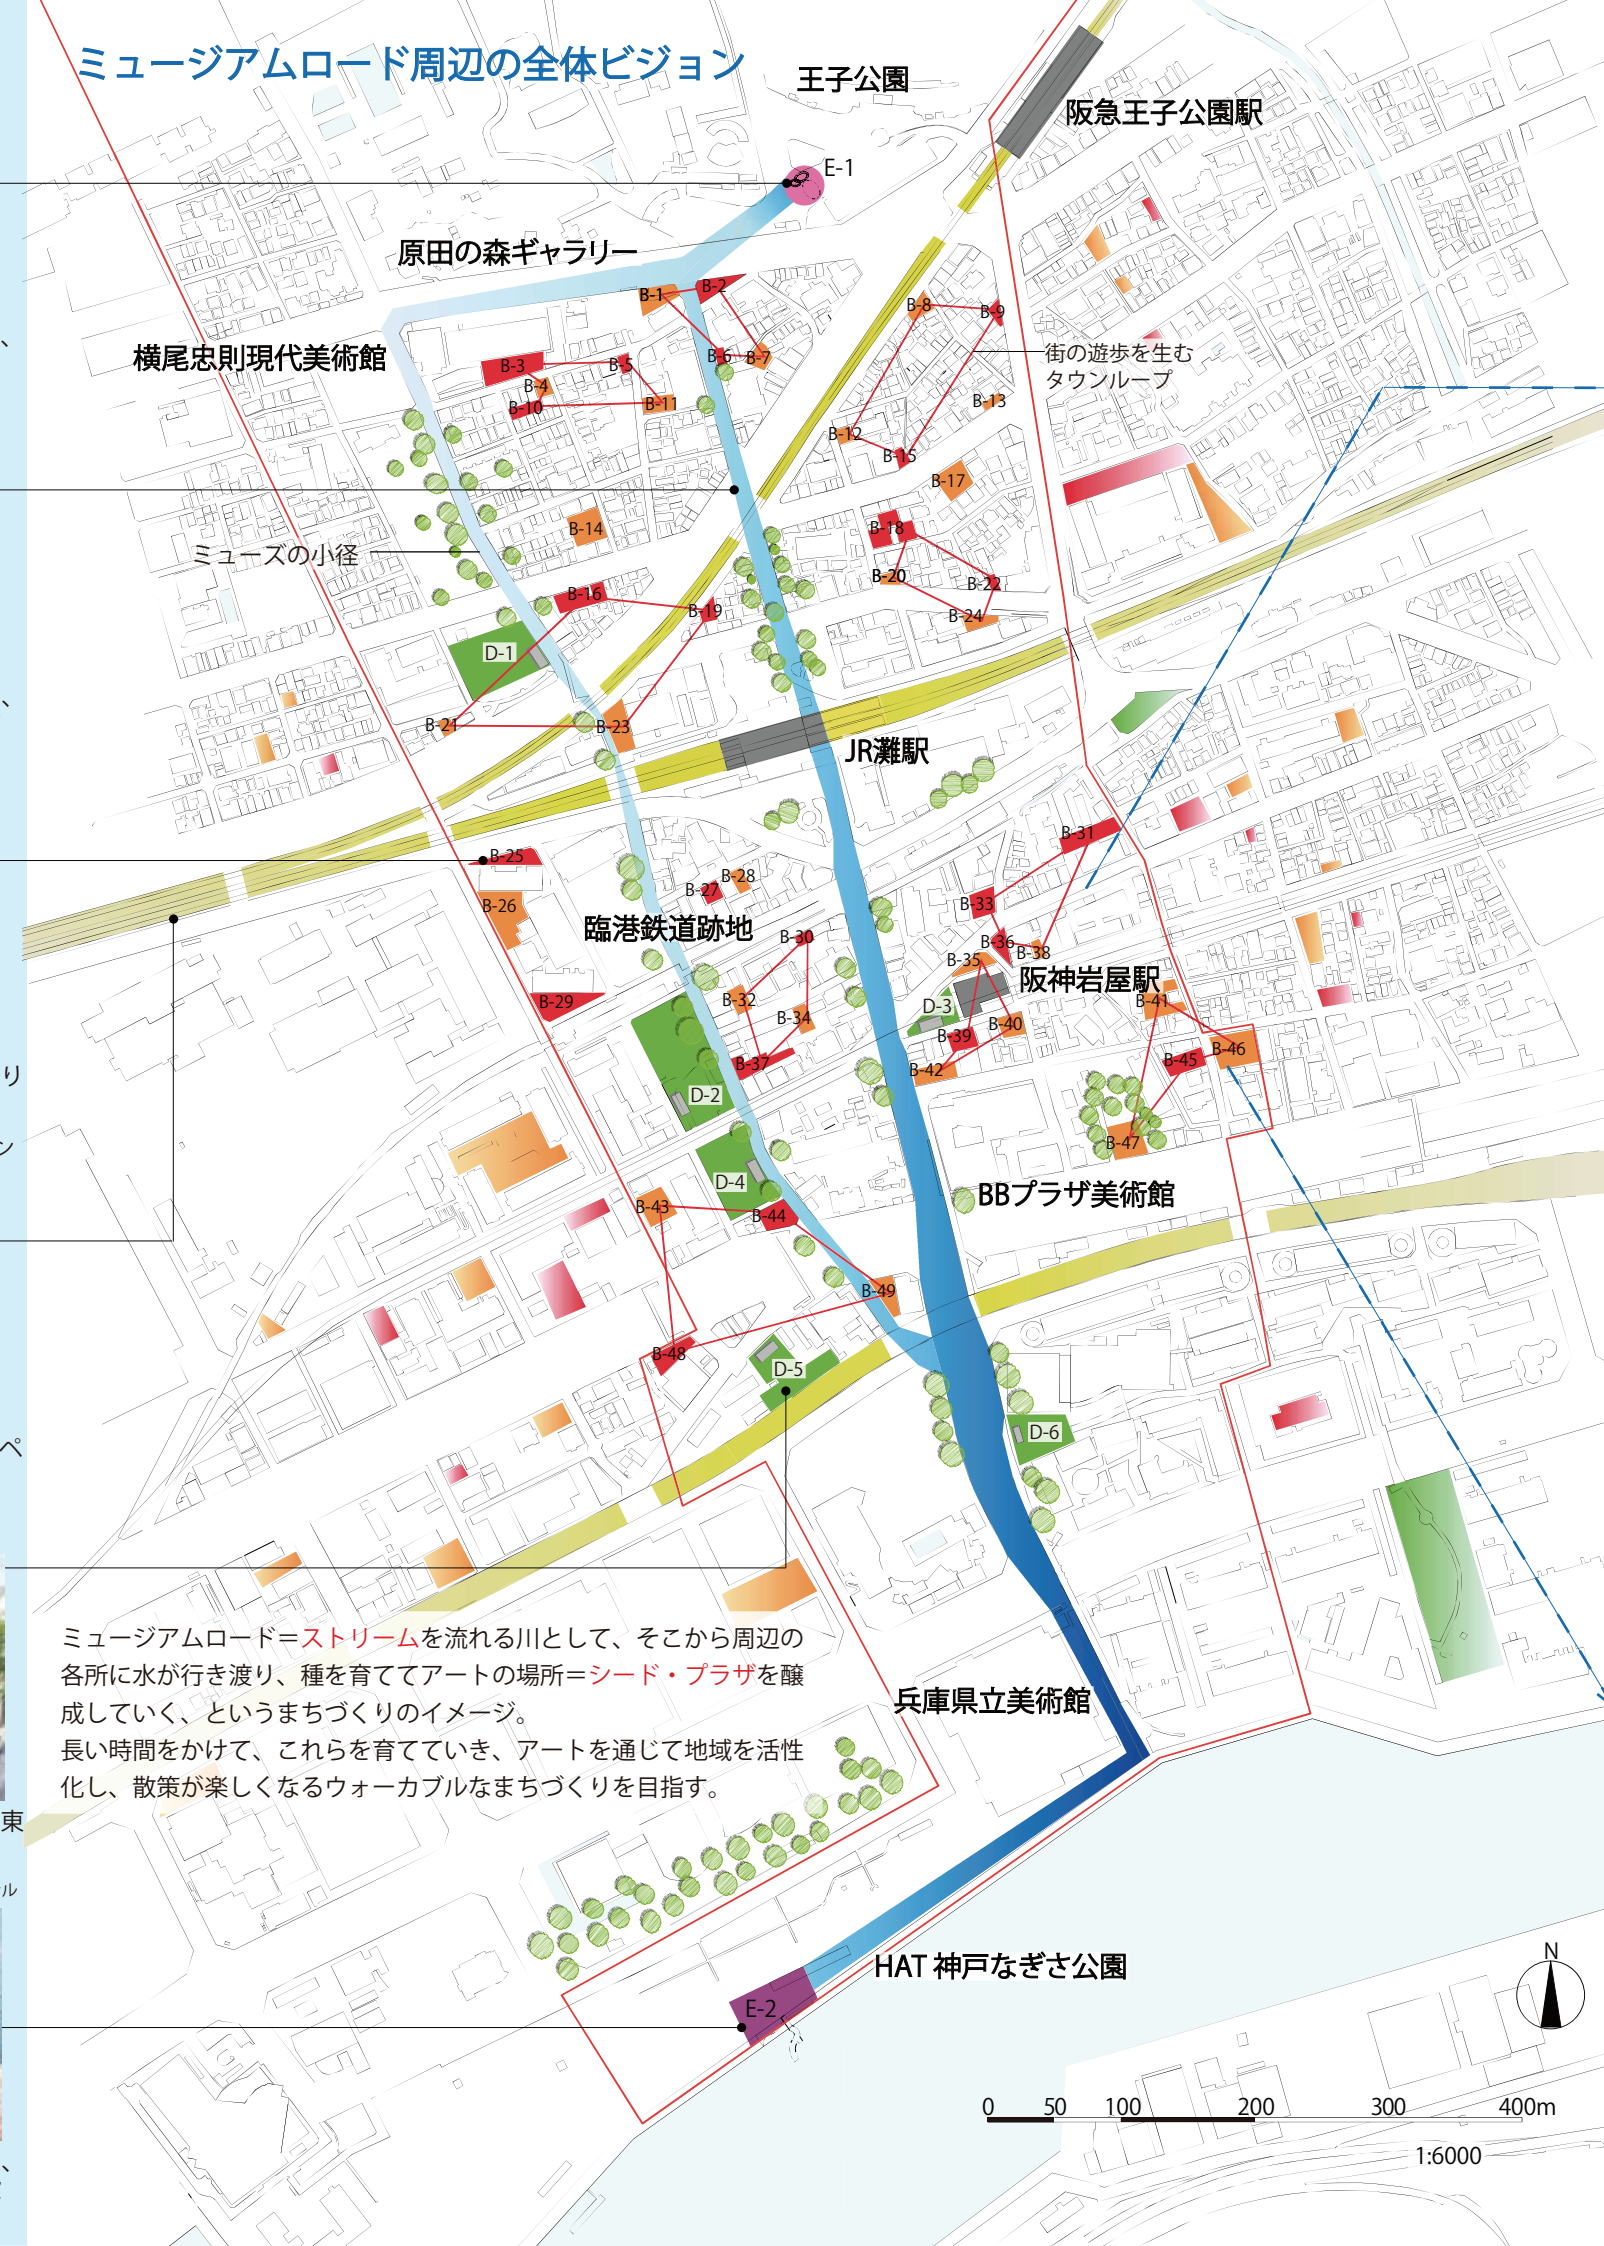 ミュージアムロード周辺の全体ビジョン
王子公園
阪急王子公園駅
E-1
原田の森ギャラリー
B-1
B-2
B-8
B-9
横尾忠則現代美術館
B-3
B-5
B-6
B-7
街の遊歩を生む
タウンループ
B-4
B-10
B-11
B-13
B-12
B-15
B-17
B-14
B-18
ミューズの小径
B-20
B-22
B-16
B-19
B-24
D-1
B-21
B-23
JR灘駅
B-31
B-25
B-28
B-27
B-26
B-33
臨港鉄道跡地
B-30
B-36
B-38
B-35
阪神岩屋駅
B-29
B-32
B-34
D-3
B-41
B-40
B-39
B-46
B-45
B-37
B-42
D-2
B-47
D-4
BBプラザ美術館
B-43
B-44
B-49
B-48
D-5
D-6
ミュージアムロード＝ストリームを流れる川として、そこから周辺の
各所に水が行き渡り、種を育ててアートの場所＝シード・プラザを醸
成していく、というまちづくりのイメージ。
長い時間をかけて、これらを育てていき、アートを通じて地域を活性
化し、散策が楽しくなるウォーカブルなまちづくりを目指す。
兵庫県立美術館
HAT 神戸なぎさ公園
E-2
N
0 50 100 200 300 400m
1:6000
、
、
り
ン
ペ
東
ル
、